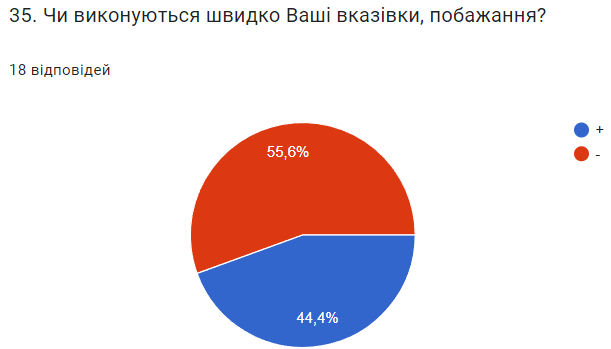 35. Чи виконуються швидко Ваші вказівки, побажання?
18 відповідей
+
-
55,6%
44,4%